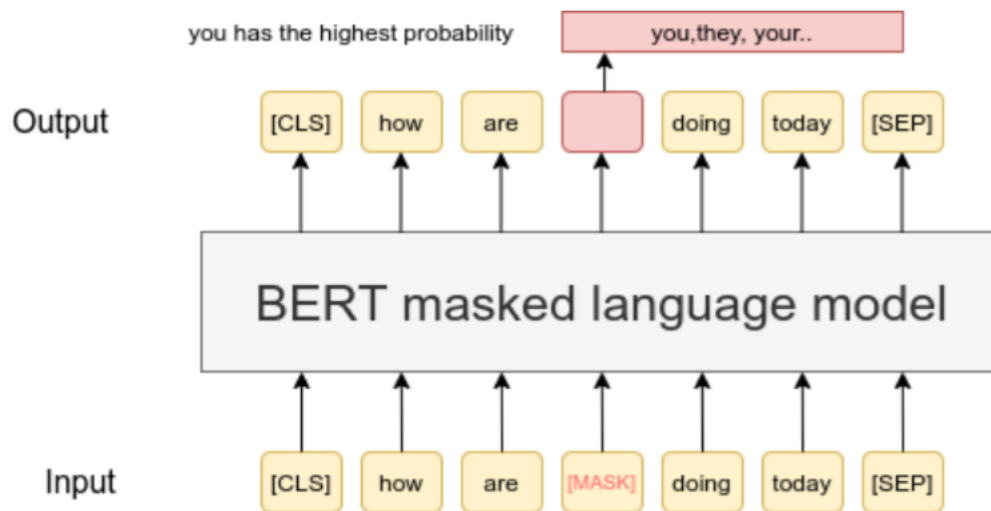 you has the highest probability you,they, your..
Output [CLS] how are doing today [SEP]
BERT masked language model
Input [CLS] how are [MASK] doing today [SEP]